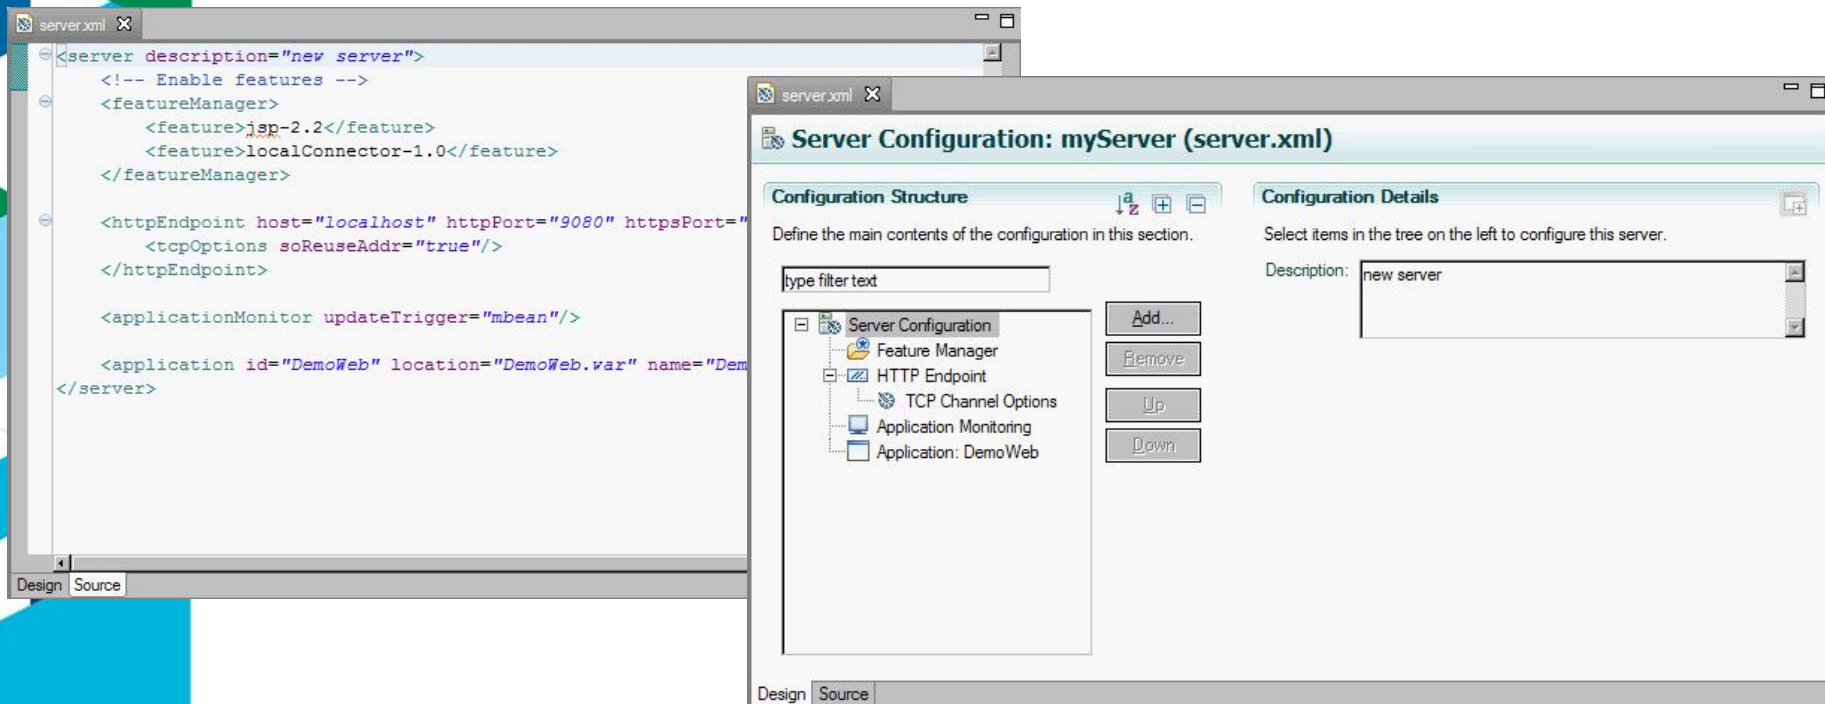 server.xml
<server description="new server">
<!-- Enable features -->
<featureManager>
<feature>jsp-2.2</feature>
<feature>localConnector-1.0</feature>
</featureManager>
<httpEndpoint host="localhost" httpPort="9080" httpsPort="
<tcpOptions soReuseAddr="true"/>
</httpEndpoint>
<applicationMonitor updateTrigger="mbean"/>
<application id="DemoWeb" location="DemoWeb.war" name="Dem
</server>
Design Source
server.xml
Server Configuration: myServer (server.xml)
Configuration Structure
Define the main contents of the configuration in this section.
type filter text
Server Configuration
Feature Manager
HTTP Endpoint
TCP Channel Options
Application Monitoring
Application: DemoWeb
Add...
Remove
Up
Down
Configuration Details
Select items in the tree on the left to configure this server.
Description: new server
Design Source